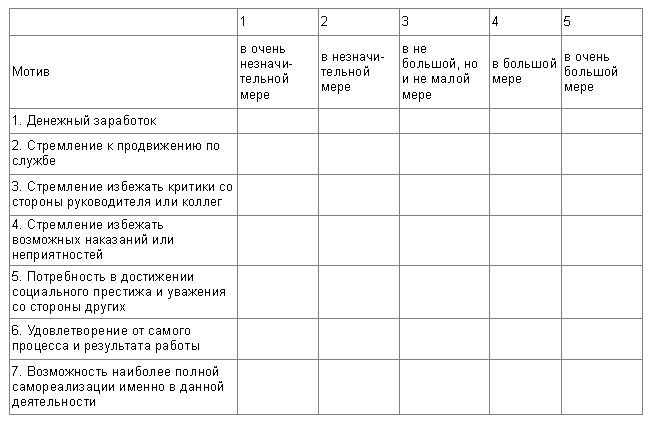 1 2 3 4 5
Мотив
в очень
незначи-
тельной
мере
в незначи-
тельной
мере
в не
большой, но
и не малой
мере
в большой
мере
в очень
большой
мере
1. Денежный заработок
2. Стремление к продвижению по
службе
3. Стремление избежать критики со
стороны руководителя или коллег
4. Стремление избежать
возможных наказаний или
неприятностей
5. Потребность в достижении
социального престижа и уважения
со стороны других
6. Удовлетворение от самого
процесса и результата работы
7. Возможность наиболее полной
самореализации именно в данной
деятельности